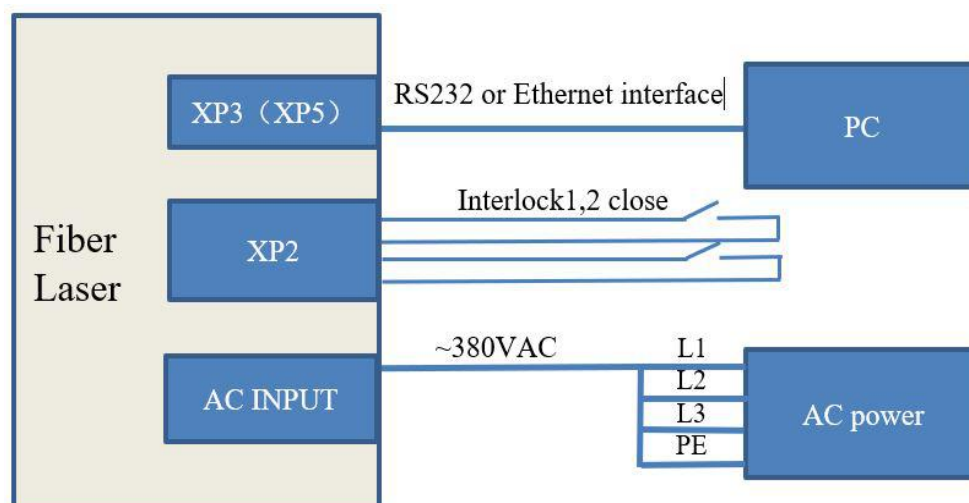 XP3（XP5）
RS232 or Ethernet interface
PC
Interlock1,2 close
XP2
Fiber
Laser
~380VAC
L1
L2
L3
PE
AC INPUT
AC power